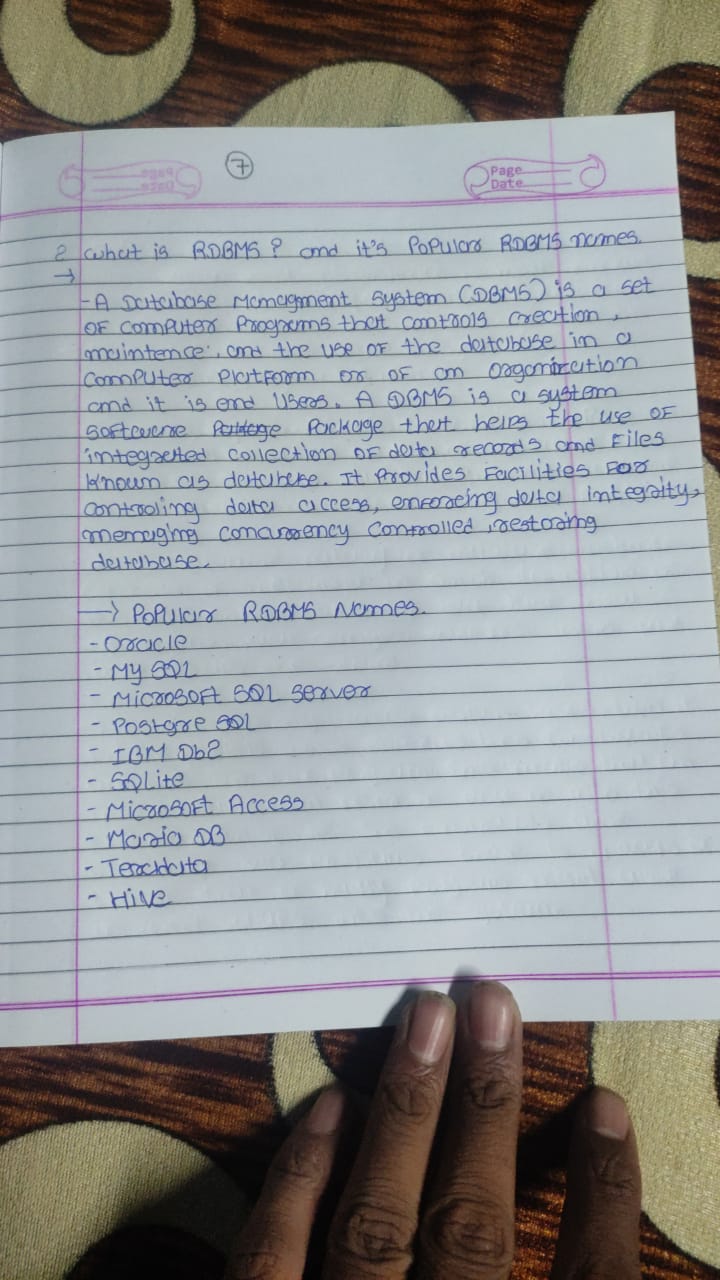 7
Page
Date
2 what is RDBMS? and it's Popular RDBMS names.
→
- A Database Managment system (DBMS) is a set
OF computer Programs that controls creation,
maintence, and the use OF the database in a
computer Platform or OF an organization
and it is end Users. A DBMS is a system
software Package that helps the use OF
integrated collection OF data records and Files
known as database. It Provides Facilities For
controling data access, enforcing data integrity,
menaging concurrency controlled, restoring
database.
→ Popular RDBMS Names.
- Oracle
- My SQL
- Microsoft SQL Server
- Postgre SQL
- IBM Db2
- SQLite
- Microsoft Access
- Maria DB
- Teradata
- Hive